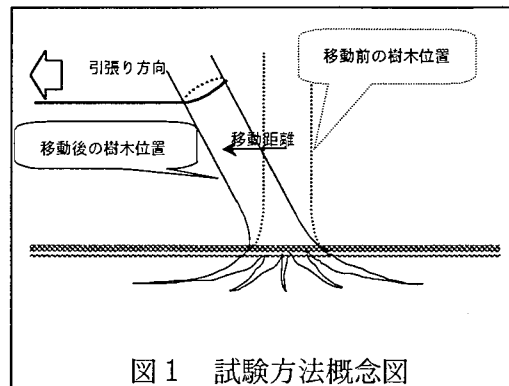 引張り方向
移動前の樹木位置
移動距離
移動後の樹木位置
図1 試験方法概念図